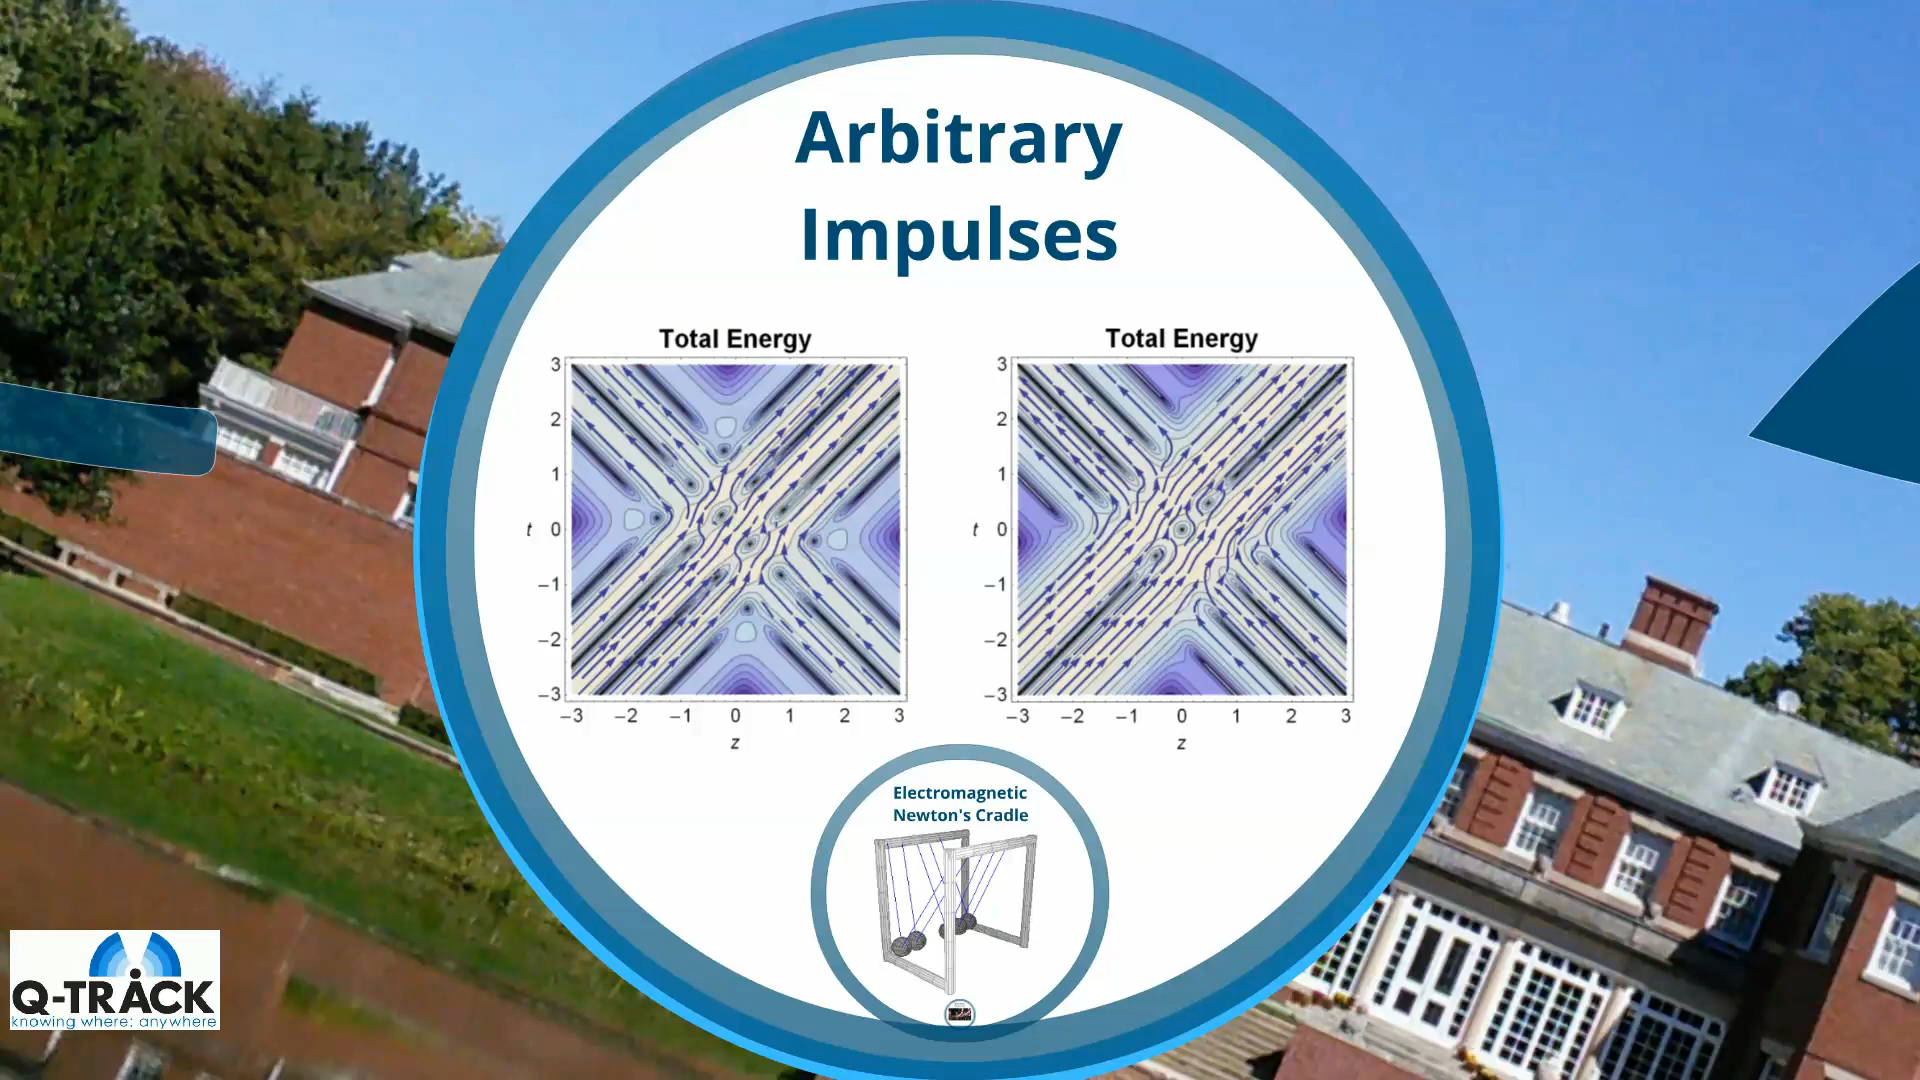 Arbitrary
Impulses
Total Energy
3
2
1
t 0
−1
−2
−3
−3 −2 −1 0 1 2 3
z
Total Energy
3
2
1
t 0
−1
−2
−3
−3 −2 −1 0 1 2 3
z
Electromagnetic
Newton's Cradle
Q-TRACK
knowing where: anywhere